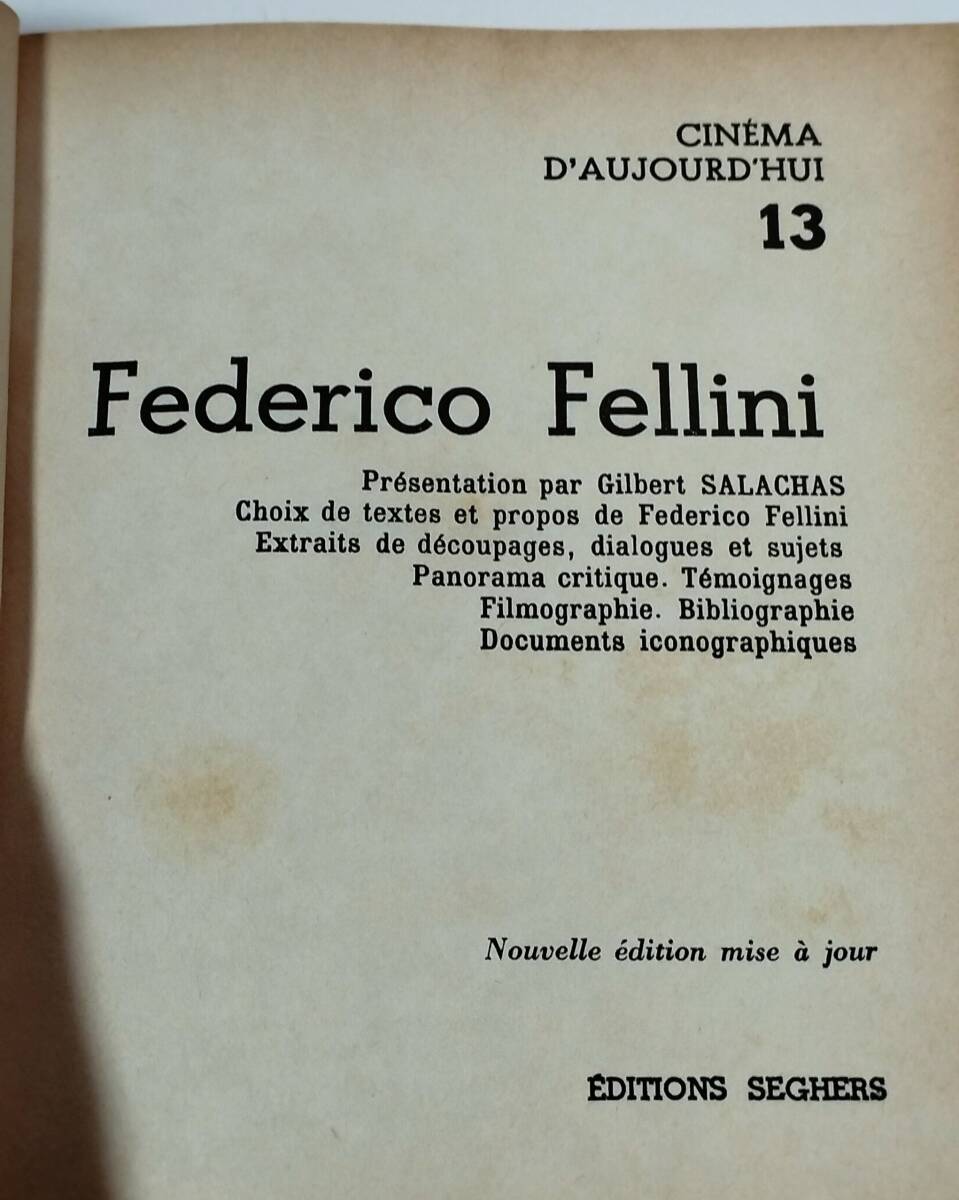 CINÉMA
D'AUJOURD'HUI
13
Federico Fellini
Présentation par Gilbert SALACHAS
Choix de textes et propos de Federico Fellini
Extraits de découpages, dialogues et sujets
Panorama critique. Témoignages
Filmographie. Bibliographie
Documents iconographiques
Nouvelle édition mise à jour
ÉDITIONS SEGHERS